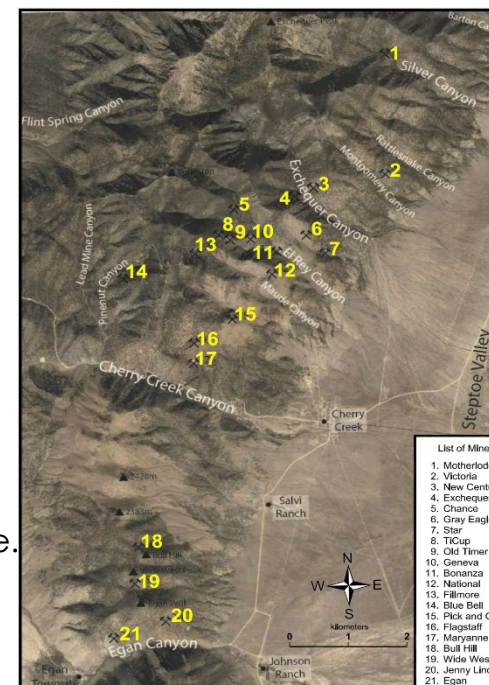 Exchequer Peak
Barton Ca
1
Silver Canyon
Flint Spring Canyon
Rattlesnake Canyon
2
Montgomery Canyon
3
4
Exchequer Canyon
5
6
Lead Mine Canyon
8
9
10
7
13
11
El Rey Canyon
14
Pinenut Canyon
12
Maude Canyon
15
16
17
Steptoe Valley
Cherry Creek Canyon
Cherry
Creek
Salvi
Ranch
e.
18
19
20
21
Egan Canyon
Egan
Johnson
Ranch
N
W
E
S
kilometers
0
1
2
List of Mine
1. Motherlod
2. Victoria
3. New Cent
4. Excheque
5. Chance
6. Gray Eagl
7. Star
8. TiCup
9. Old Timer
10. Geneva
11. Bonanza
12. National
13. Fillmore
14. Blue Bell
15. Pick and
16. Flagstaff
17. Maryanne
18. Bull Hill
19. Wide Wes
20. Jenny Lind
21. Egan